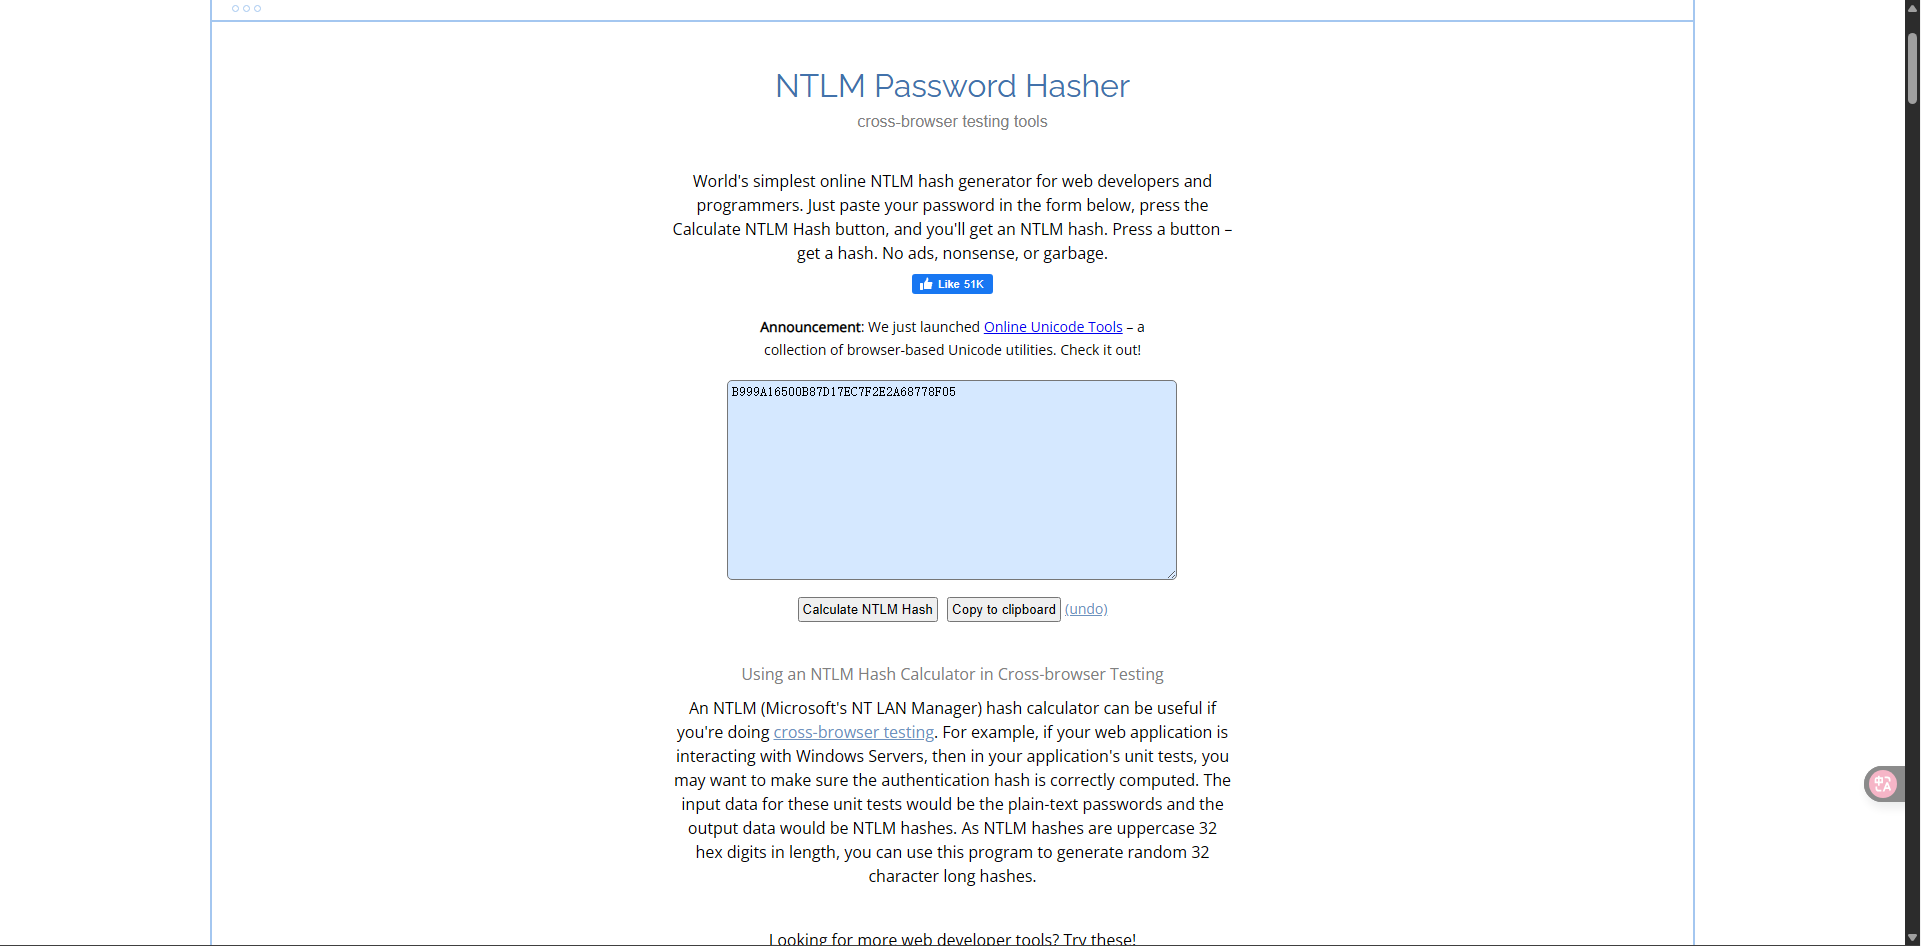 NTLM Password Hasher
cross-browser testing tools
World's simplest online NTLM hash generator for web developers and
programmers. Just paste your password in the form below, press the
Calculate NTLM Hash button, and you'll get an NTLM hash. Press a button –
get a hash. No ads, nonsense, or garbage.
Like 51K
Announcement: We just launched Online Unicode Tools – a
collection of browser-based Unicode utilities. Check it out!
B999A16500B87D17EC7F2E2A68778F05
Calculate NTLM Hash Copy to clipboard (undo)
Using an NTLM Hash Calculator in Cross-browser Testing
An NTLM (Microsoft's NT LAN Manager) hash calculator can be useful if
you're doing cross-browser testing. For example, if your web application is
interacting with Windows Servers, then in your application's unit tests, you
may want to make sure the authentication hash is correctly computed. The
input data for these unit tests would be the plain-text passwords and the
output data would be NTLM hashes. As NTLM hashes are uppercase 32
hex digits in length, you can use this program to generate random 32
character long hashes.
Looking for more web developer tools? Try these!